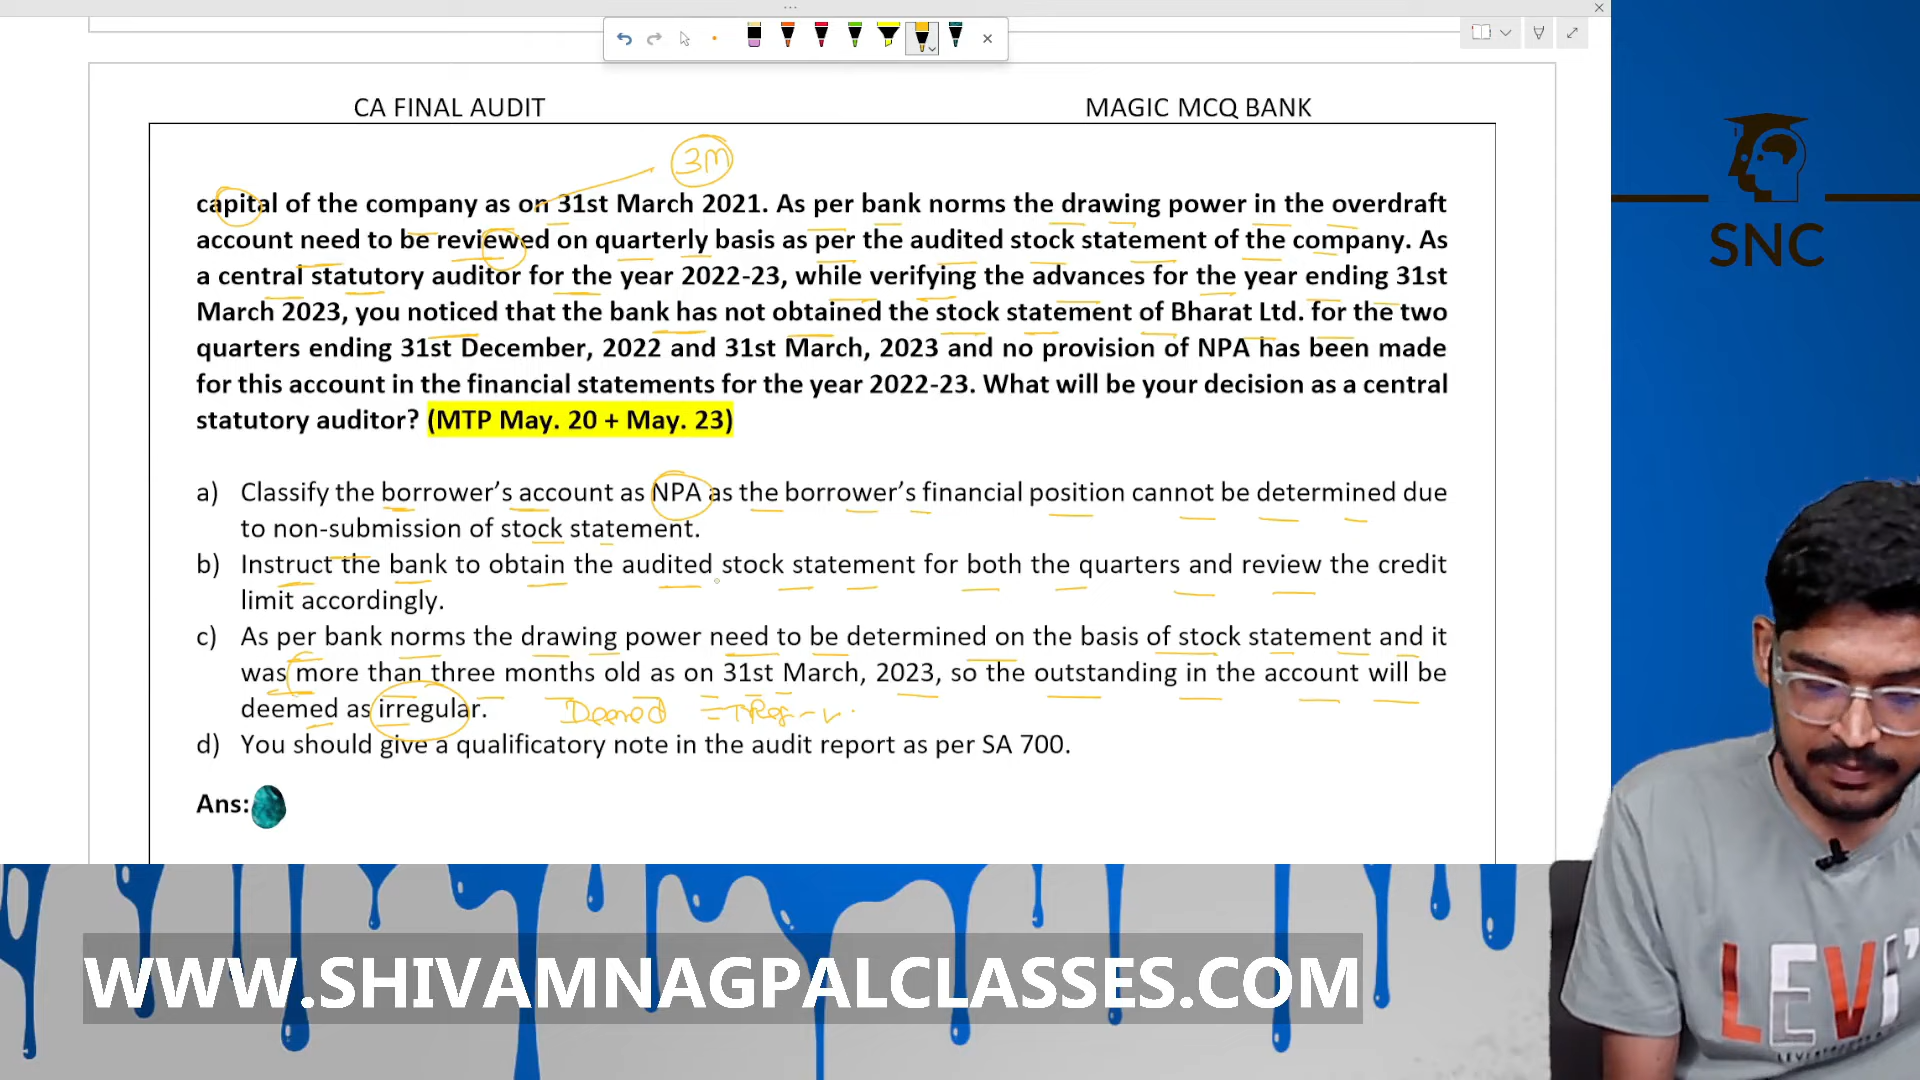 CA FINAL AUDIT MAGIC MCQ BANK
3M
capital of the company as on 31st March 2021. As per bank norms the drawing power in the overdraft
account need to be reviewed on quarterly basis as per the audited stock statement of the company. As
a central statutory auditor for the year 2022-23, while verifying the advances for the year ending 31st
March 2023, you noticed that the bank has not obtained the stock statement of Bharat Ltd. for the two
quarters ending 31st December, 2022 and 31st March, 2023 and no provision of NPA has been made
for this account in the financial statements for the year 2022-23. What will be your decision as a central
statutory auditor? (MTP May. 20 + May. 23)
a) Classify the borrower’s account as NPA as the borrower’s financial position cannot be determined due
to non-submission of stock statement.
b) Instruct the bank to obtain the audited stock statement for both the quarters and review the credit
limit accordingly.
c) As per bank norms the drawing power need to be determined on the basis of stock statement and it
was more than three months old as on 31st March, 2023, so the outstanding in the account will be
deemed as irregular. Deemed
d) You should give a qualificatory note in the audit report as per SA 700.
Ans:
SNC
WWW.SHIVAMNAGPALCLASSES.COM
LEVI'